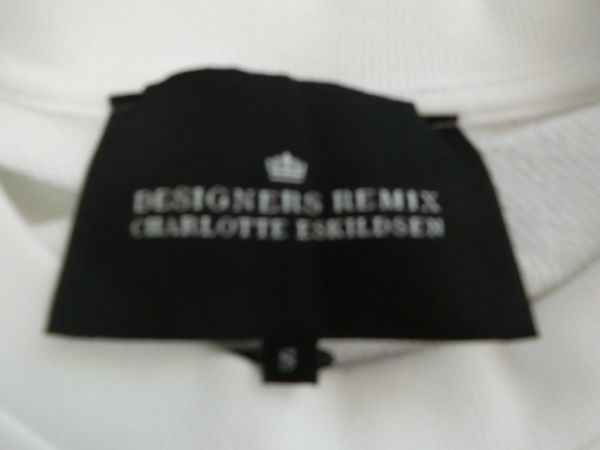 DESIGNERS REMIX
CHARLOTTE ESKILDSEN
S